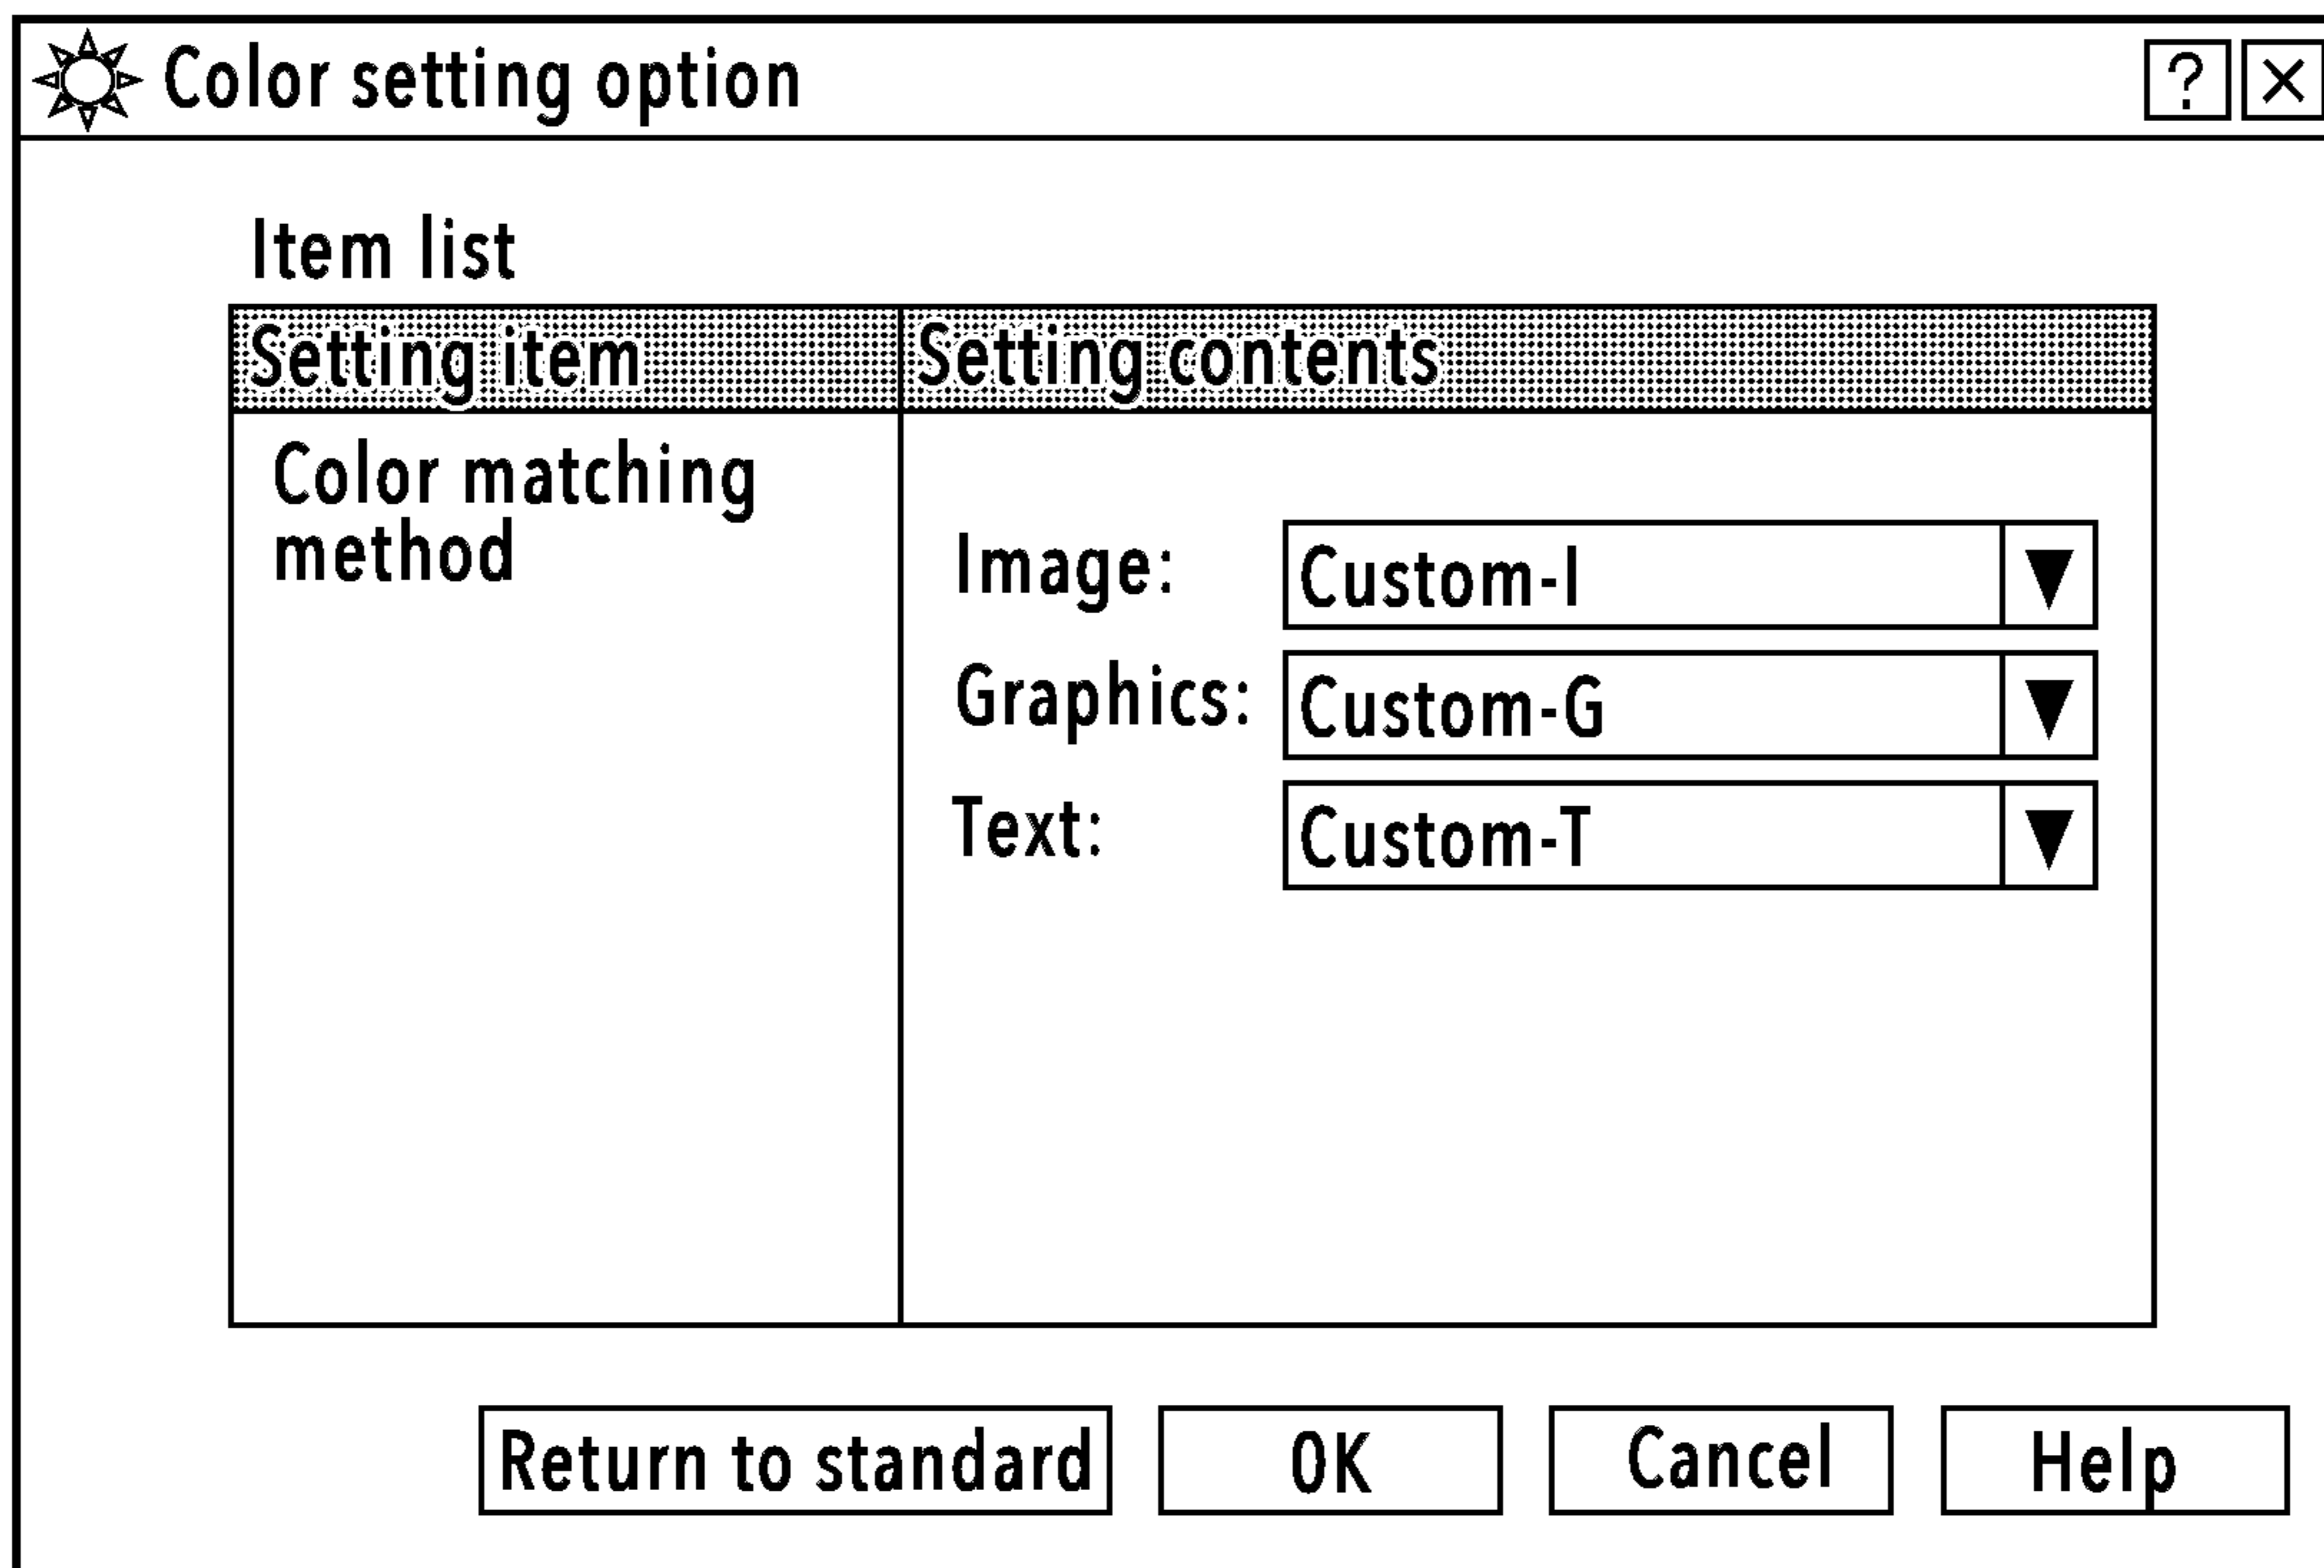 Color setting option ? ×
Item list
Setting item Setting contents
Color matching
method
Image: Custom-I
Graphics: Custom-G
Text: Custom-T
Return to standard OK Cancel Help